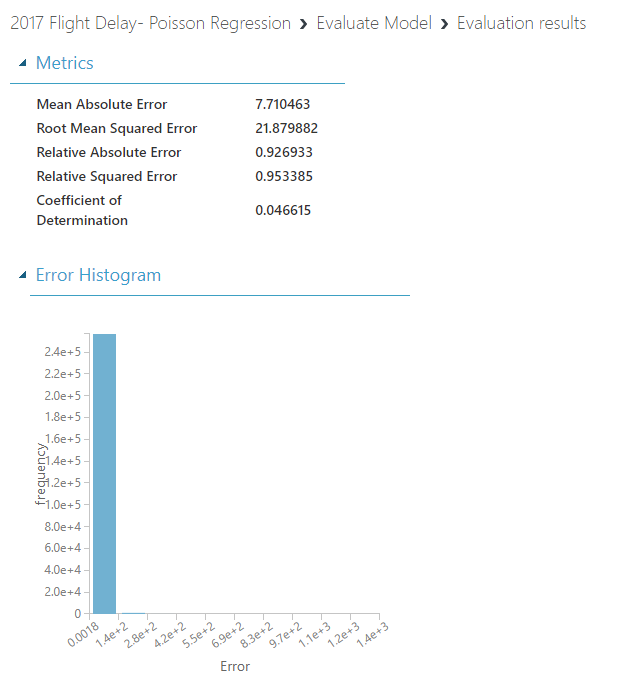 2017 Flight Delay- Poisson Regression › Evaluate Model › Evaluation results
Metrics
Mean Absolute Error 7.710463
Root Mean Squared Error 21.879882
Relative Absolute Error 0.926933
Relative Squared Error 0.953385
Coefficient of
Determination 0.046615
Error Histogram
frequency
2.4e+5
2.2e+5
2.0e+5
1.8e+5
1.6e+5
1.4e+5
1.2e+5
1.0e+5
8.0e+4
6.0e+4
4.0e+4
2.0e+4
0
0.0018 1.4e+2 2.8e+2 4.2e+2 5.5e+2 6.9e+2 8.3e+2 9.7e+2 1.1e+3 1.2e+3 1.4e+3
Error